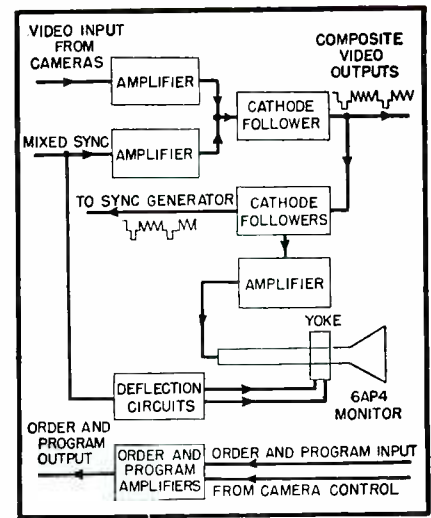 VIDEO INPUT
FROM
CAMERAS
AMPLIFIER
COMPOSITE
VIDEO
OUTPUTS
CATHODE
FOLLOWER
MIXED SYNC
AMPLIFIER
TO SYNC GENERATOR
CATHODE
FOLLOWERS
AMPLIFIER
YOKE
6AP4
MONITOR
DEFLECTION
CIRCUITS
ORDER AND
PROGRAM
OUTPUT
ORDER AND
PROGRAM
AMPLIFIERS
ORDER AND PROGRAM INPUT
FROM CAMERA CONTROL